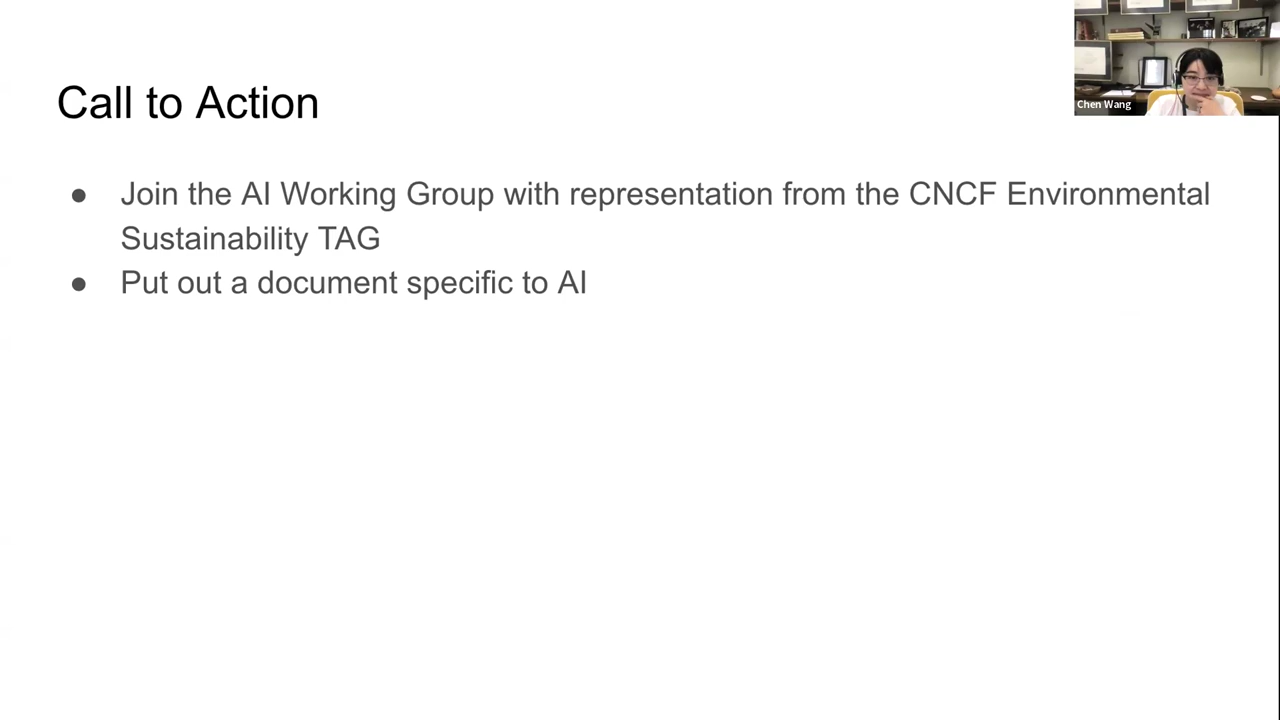 Call to Action
● Join the AI Working Group with representation from the CNCF Environmental
Sustainability TAG
● Put out a document specific to AI
Chen Wang